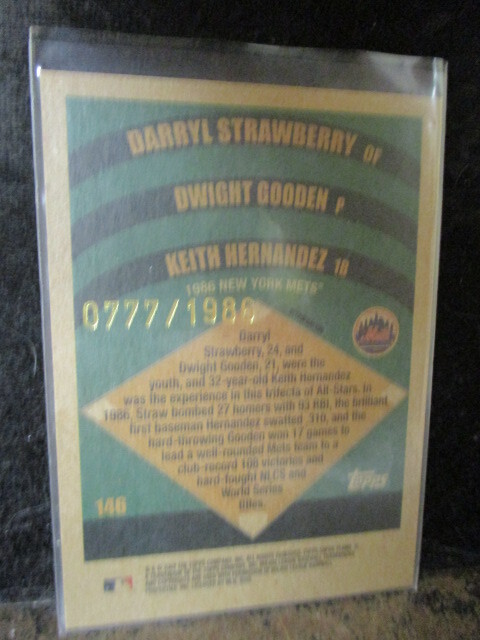 DARRYL STRAWBERRY OF
DWIGHT GOODEN P
KEITH HERNANDEZ 1B
1986 NEW YORK METS
0777/1986
Darryl
Strawberry, 24, and
Dwight Gooden, 21, were the
youth, and 32-year-old Keith Hernandez
was the experience in this trifecta of All-Stars. In
1986, Straw bombed 27 homers with 93 RBI, the brilliant
first baseman Hernandez swatted .310, and the
hard-throwing Gooden won 17 games to
lead a well-rounded Mets team to a
club-record 108 victories and
hard-fought NLCS and
World Series
titles.
Topps
146